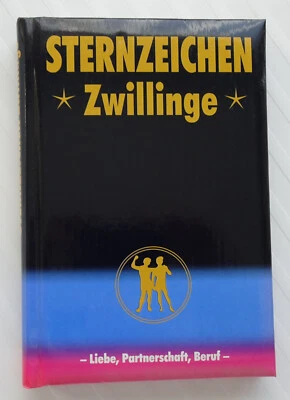 STERNZEICHEN
* Zwillinge *
– Liebe, Partnerschaft, Beruf –